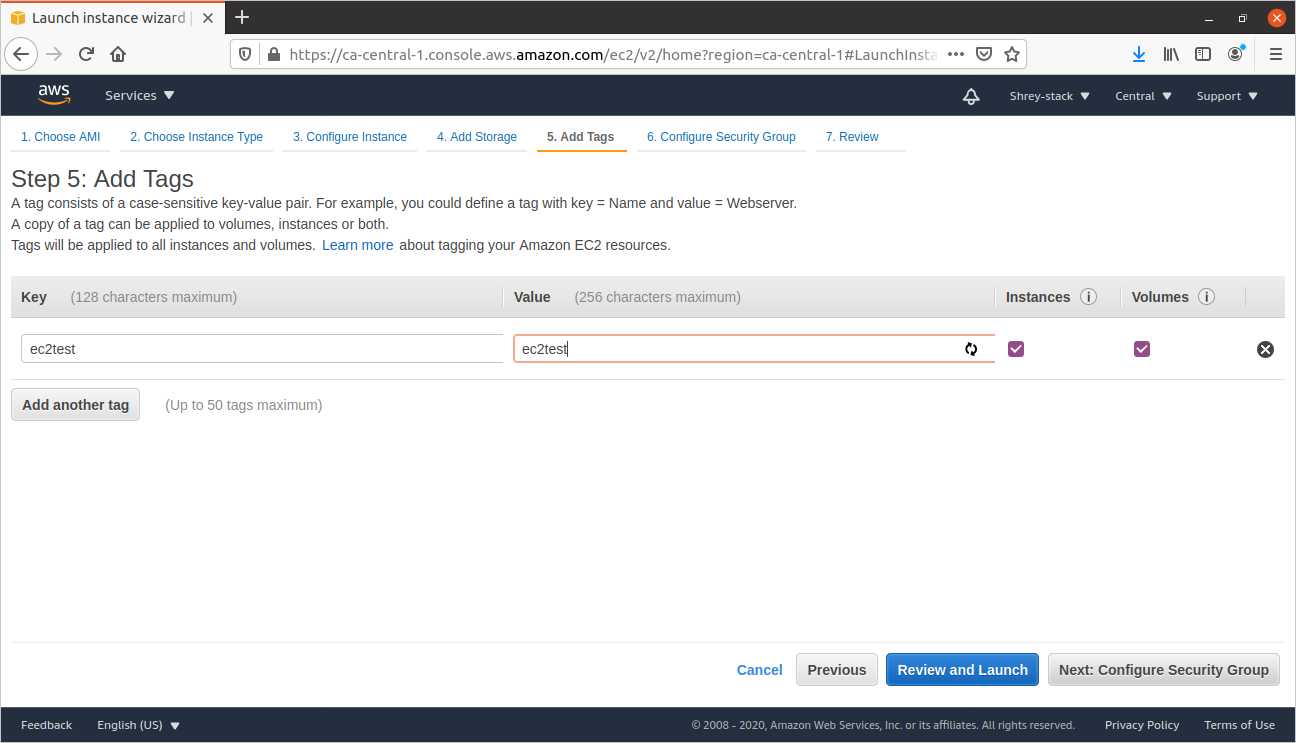 Launch instance wizard |
https://ca-central-1.console.aws.amazon.com/ec2/v2/home?region=ca-central-1#LaunchInsta
aws Services Shrey-stack Central Support
1. Choose AMI 2. Choose Instance Type 3. Configure Instance 4. Add Storage 5. Add Tags 6. Configure Security Group 7. Review
Step 5: Add Tags
A tag consists of a case-sensitive key-value pair. For example, you could define a tag with key = Name and value = Webserver.
A copy of a tag can be applied to volumes, instances or both.
Tags will be applied to all instances and volumes. Learn more about tagging your Amazon EC2 resources.
Key (128 characters maximum) Value (256 characters maximum) Instances i Volumes i
ec2test ec2test
Add another tag (Up to 50 tags maximum)
Cancel Previous Review and Launch Next: Configure Security Group
Feedback English (US) © 2008 - 2020, Amazon Web Services, Inc. or its affiliates. All rights reserved. Privacy Policy Terms of Use